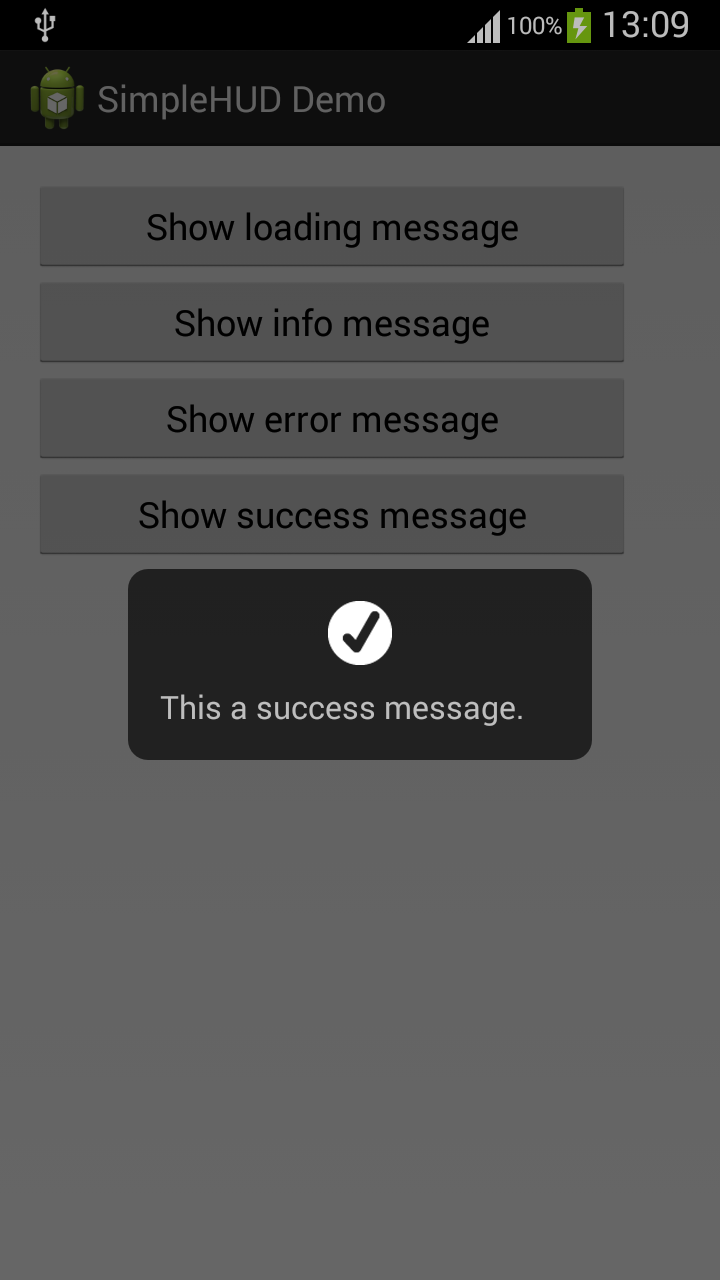 100% 13:09
SimpleHUD Demo
Show loading message
Show info message
Show error message
Show success message
This a success message.